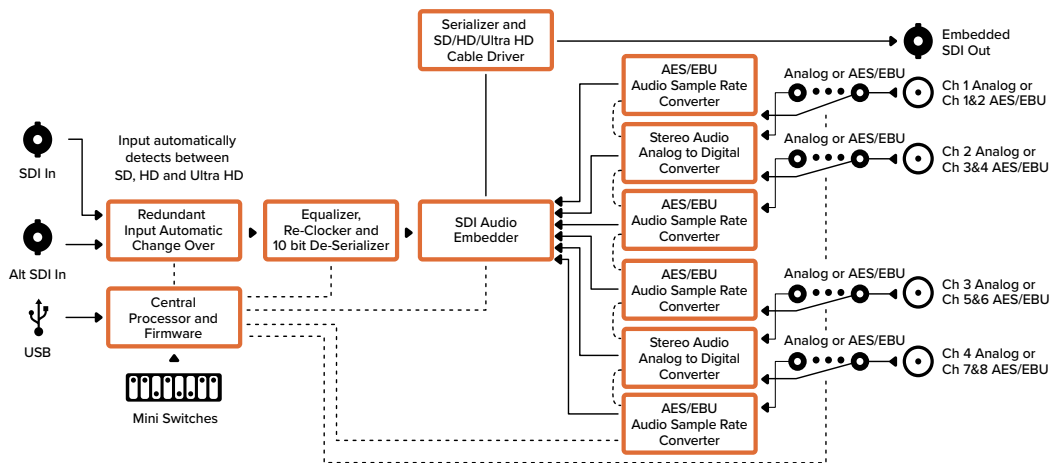 Serializer and
SD/HD/Ultra HD
Cable Driver
Embedded
SDI Out
AES/EBU
Audio Sample Rate
Converter
Analog or AES/EBU
Ch 1 Analog or
Ch 1&2 AES/EBU
SDI In
Input automatically
detects between
SD, HD and Ultra HD
Stereo Audio
Analog to Digital
Converter
Analog or AES/EBU
Ch 2 Analog or
Ch 3&4 AES/EBU
Alt SDI In
Redundant
Input Automatic
Change Over
Equalizer,
Re-Clocker and
10 bit De-Serializer
SDI Audio
Embedder
AES/EBU
Audio Sample Rate
Converter
USB
Central
Processor and
Firmware
AES/EBU
Audio Sample Rate
Converter
Analog or AES/EBU
Ch 3 Analog or
Ch 5&6 AES/EBU
Mini Switches
Stereo Audio
Analog to Digital
Converter
Analog or AES/EBU
Ch 4 Analog or
Ch 7&8 AES/EBU
AES/EBU
Audio Sample Rate
Converter